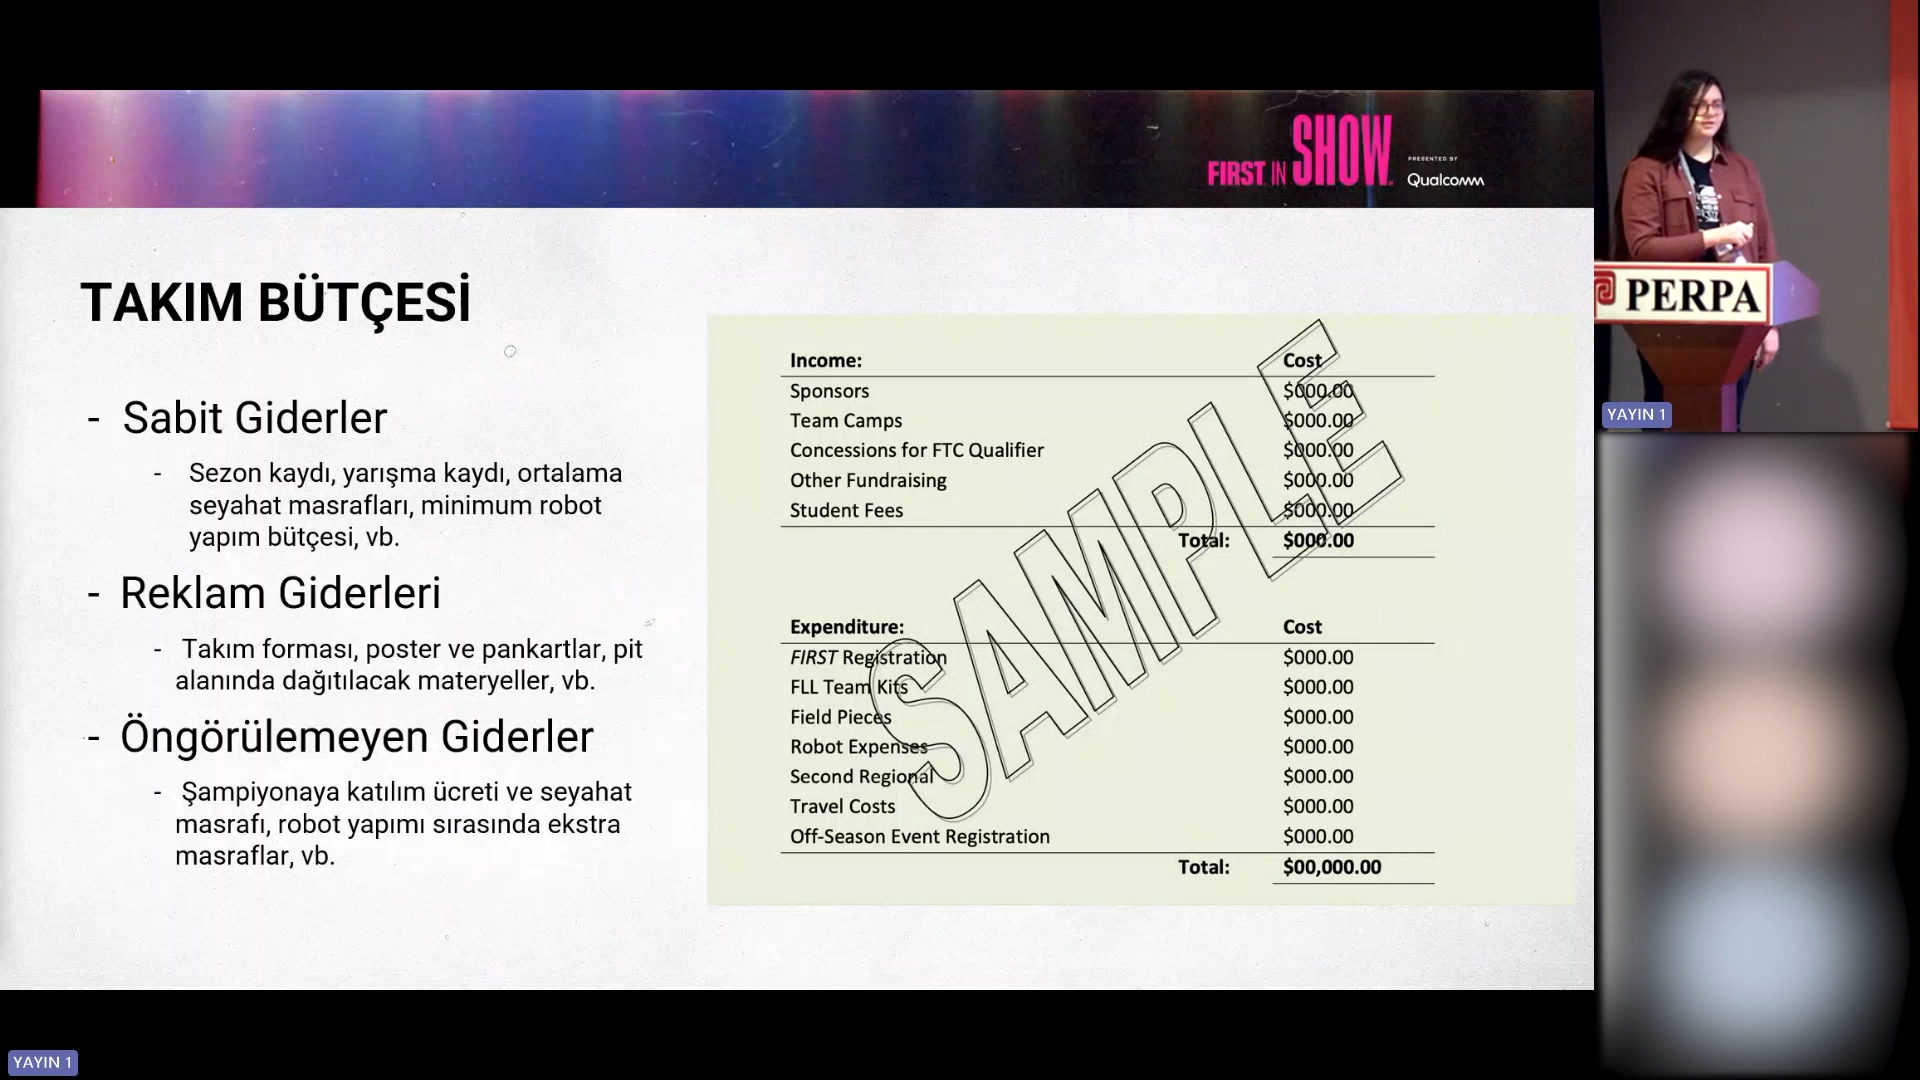 FIRST IN SHOW
PRESENTED BY
Qualcomm
TAKIM BÜTÇESİ
- Sabit Giderler
- Sezon kaydı, yarışma kaydı, ortalama
seyahat masrafları, minimum robot
yapım bütçesi, vb.
- Reklam Giderleri
- Takım forması, poster ve pankartlar, pit
alanında dağıtılacak materyeller, vb.
- Öngörülemeyen Giderler
- Şampiyonaya katılım ücreti ve seyahat
masrafı, robot yapımı sırasında ekstra
masraflar, vb.
Income: Cost
Sponsors $000.00
Team Camps $000.00
Concessions for FTC Qualifier $000.00
Other Fundraising $000.00
Student Fees $000.00
Total: $000.00
Expenditure: Cost
FIRST Registration $000.00
FLL Team Kits $000.00
Field Pieces $000.00
Robot Expenses $000.00
Second Regional $000.00
Travel Costs $000.00
Off-Season Event Registration $000.00
Total: $00,000.00
SAMPLE
PERPA
YAYIN 1
YAYIN 1